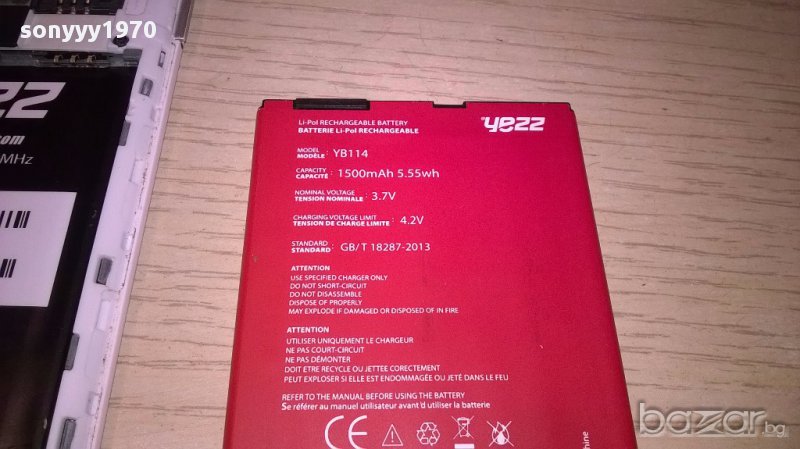 sonyyy1970
ZZ
.com
MHz
yezz
Li-Pol RECHARGEABLE BATTERY
BATTERIE Li-Pol RECHARGEABLE
MODEL
MODÈLE : YB114
CAPACITY
CAPACITÉ : 1500mAh 5.55wh
NOMINAL VOLTAGE
TENSION NOMINALE : 3.7V
CHARGING VOLTAGE LIMIT
TENSION DE CHARGE LIMITE : 4.2V
STANDARD
STANDARD : GB/T 18287-2013
ATTENTION
USE SPECIFIED CHARGER ONLY
DO NOT SHORT-CIRCUIT
DO NOT DISASSEMBLE
DISPOSE OF PROPERLY
MAY EXPLODE IF DAMAGED OR DISPOSED OF IN FIRE
ATTENTION
UTILISER UNIQUEMENT LE CHARGEUR
NE PAS COURT-CIRCUIT
NE PAS DÉMONTER
DOIT ETRE RECYCLE OU JETTEE CORECTEMENT
PEUT EXPLOSER SI ELLE EST ENDOMMAGÉE OU JETÉ DANS LE FEU
REFER TO THE MANUAL BEFORE USING THE BATTERY
Se référer au manuel utilisateur avant d'utiliser la batterie
CE
bazar.bg